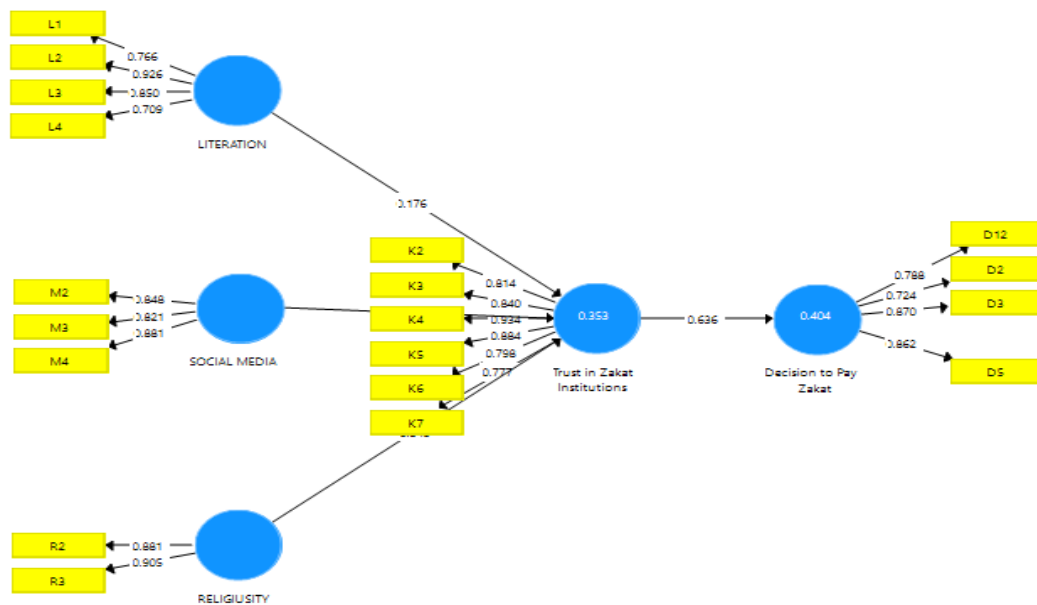 L1
L2
L3
L4
0.766
0.926
0.850
0.709
LITERATION
0.176
M2
M3
M4
0.848
0.821
0.881
SOCIAL MEDIA
K2
K3
K4
K5
K6
K7
0.814
0.840
0.934
0.884
0.798
0.777
0.353
Trust in Zakat
Institutions
0.636
0.404
Decision to Pay
Zakat
D12
D2
D3
D5
0.788
0.724
0.870
0.862
R2
R3
0.881
0.905
RELIGIUSITY